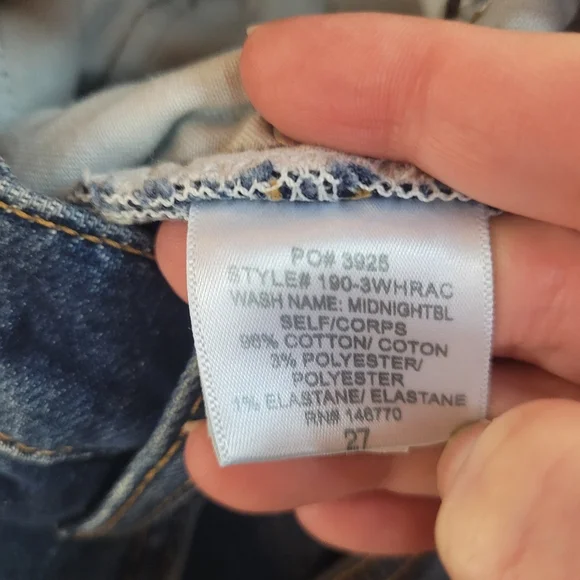 PO# 3925
STYLE# 190-3WHRAC
WASH NAME: MIDNIGHTBL
SELF/CORPS
96% COTTON/ COTON
3% POLYESTER/
POLYESTER
1% ELASTANE/ ELASTANE
RN# 146770
27